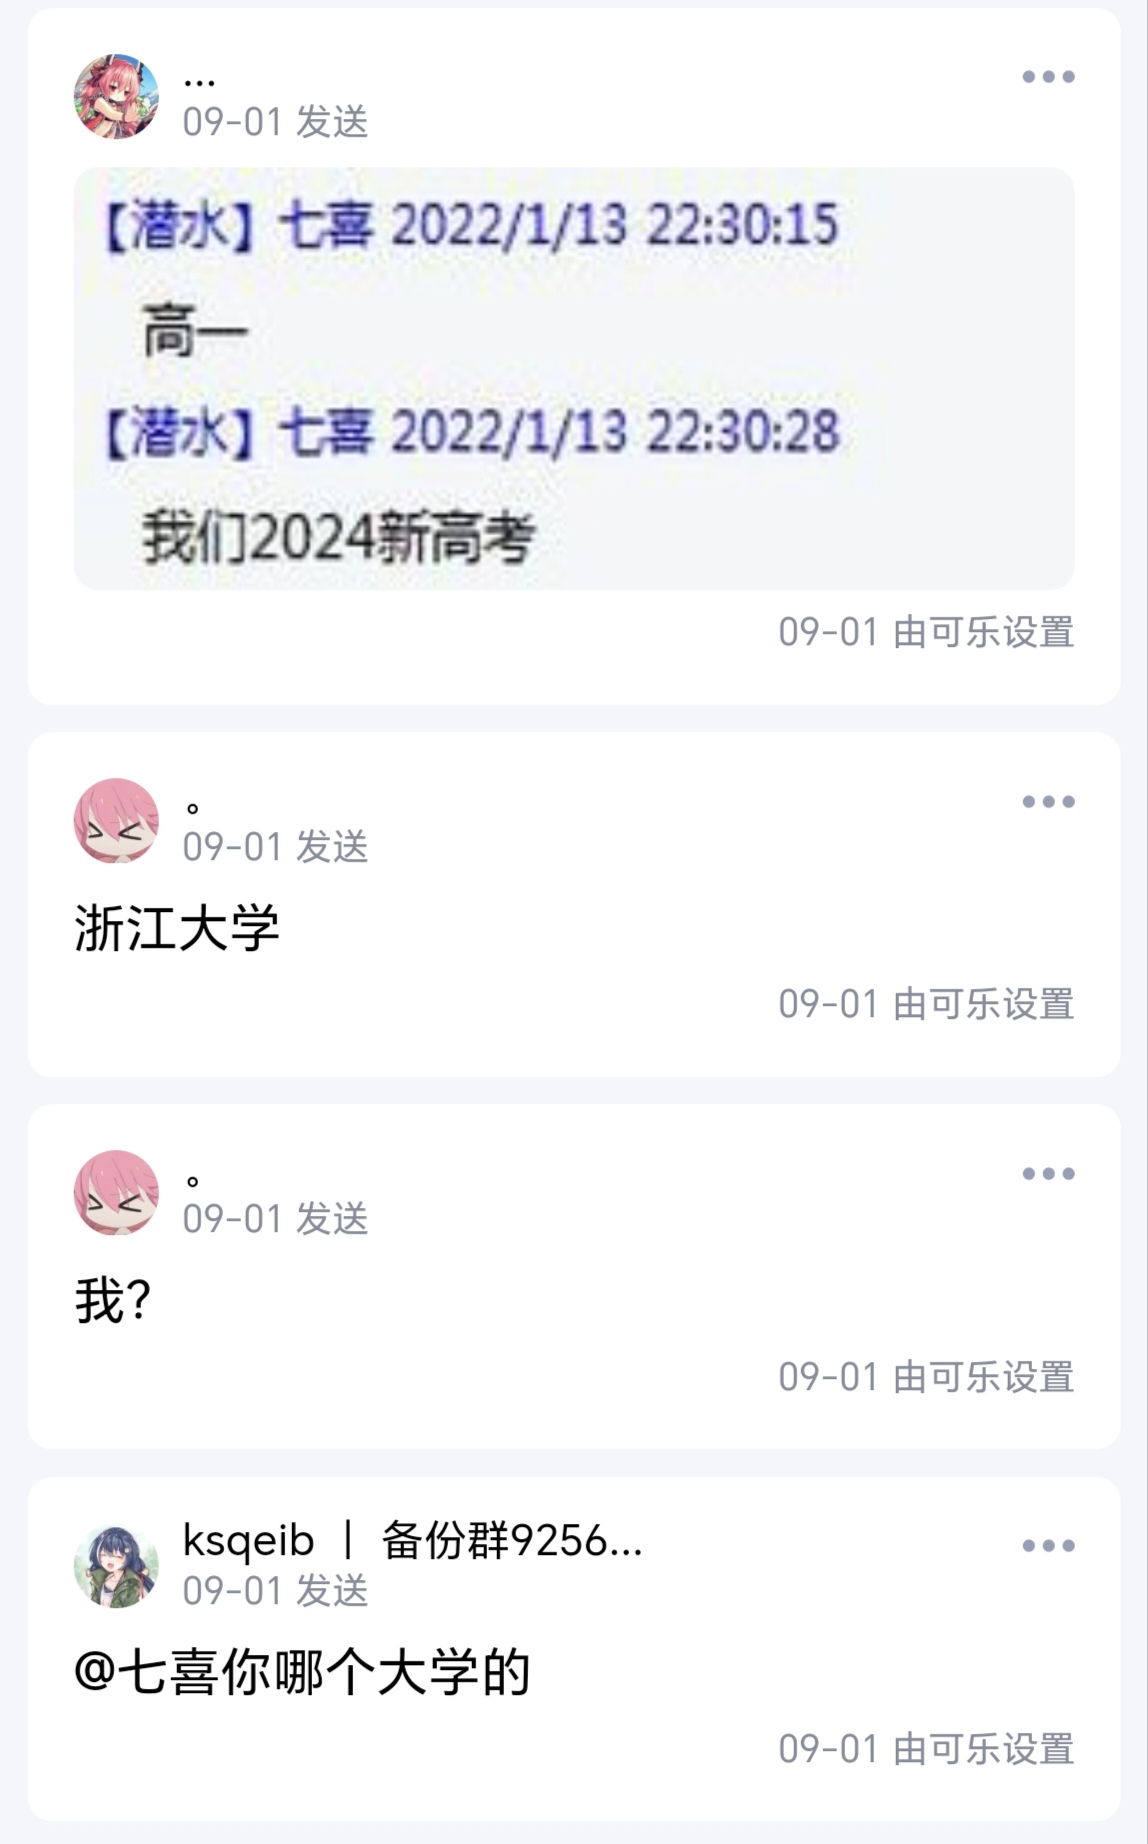 ...
09-01 发送
【潜水】七喜 2022/1/13 22:30:15
高一
【潜水】七喜 2022/1/13 22:30:28
我们2024新高考
09-01 由可乐设置
。
09-01 发送
浙江大学
09-01 由可乐设置
。
09-01 发送
我?
09-01 由可乐设置
ksqeib | 备份群9256...
09-01 发送
@七喜你哪个大学的
09-01 由可乐设置